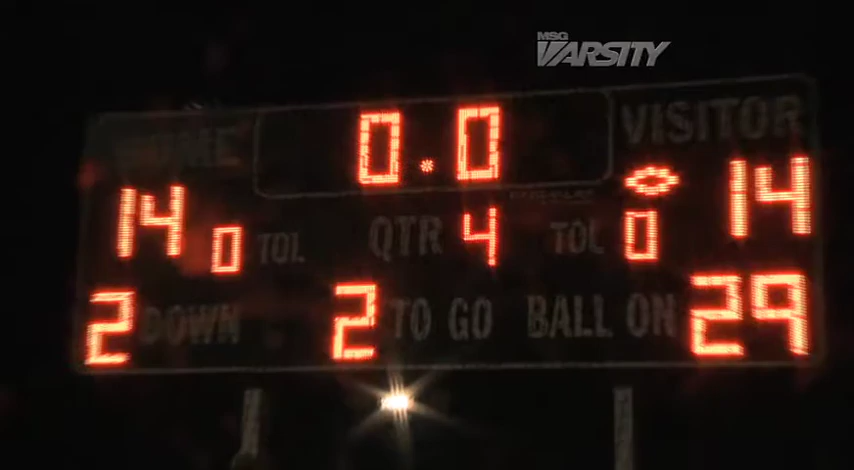 MSG
VARSITY
HOME 0.0 VISITOR
14 0 TOL QTR 4 TOL 0 14
2 DOWN 2 TO GO BALL ON 29